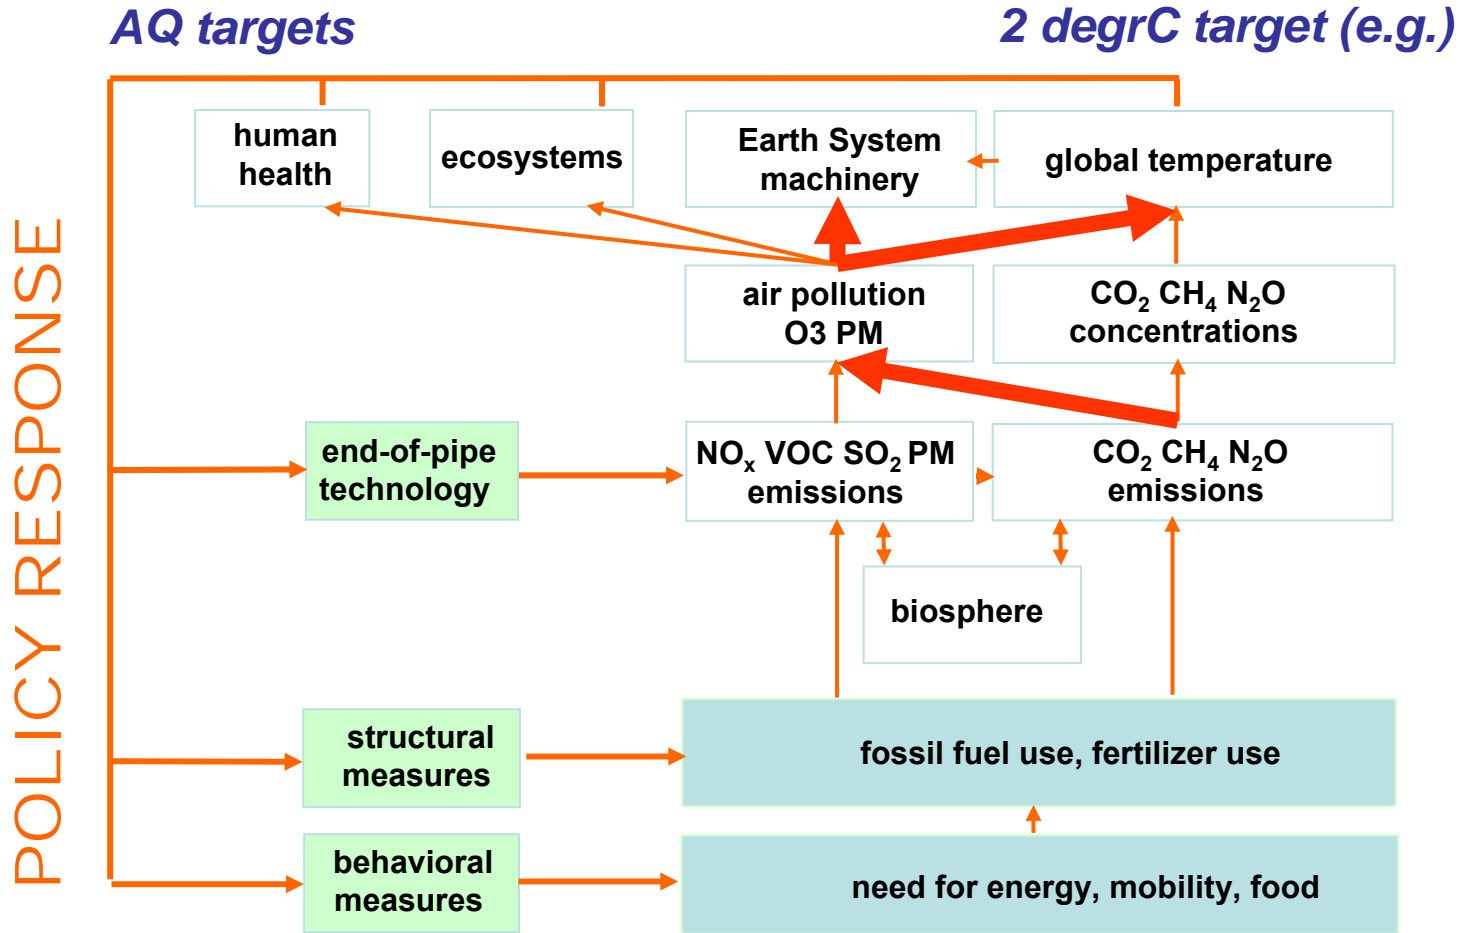 AQ targets
2 degrC target (e.g.)
POLICY RESPONSE
human
health
ecosystems
Earth System
machinery
global temperature
air pollution
O3 PM
CO₂ CH₄ N₂O
concentrations
end-of-pipe
technology
NOₓ VOC SO₂ PM
emissions
CO₂ CH₄ N₂O
emissions
biosphere
structural
measures
fossil fuel use, fertilizer use
behavioral
measures
need for energy, mobility, food